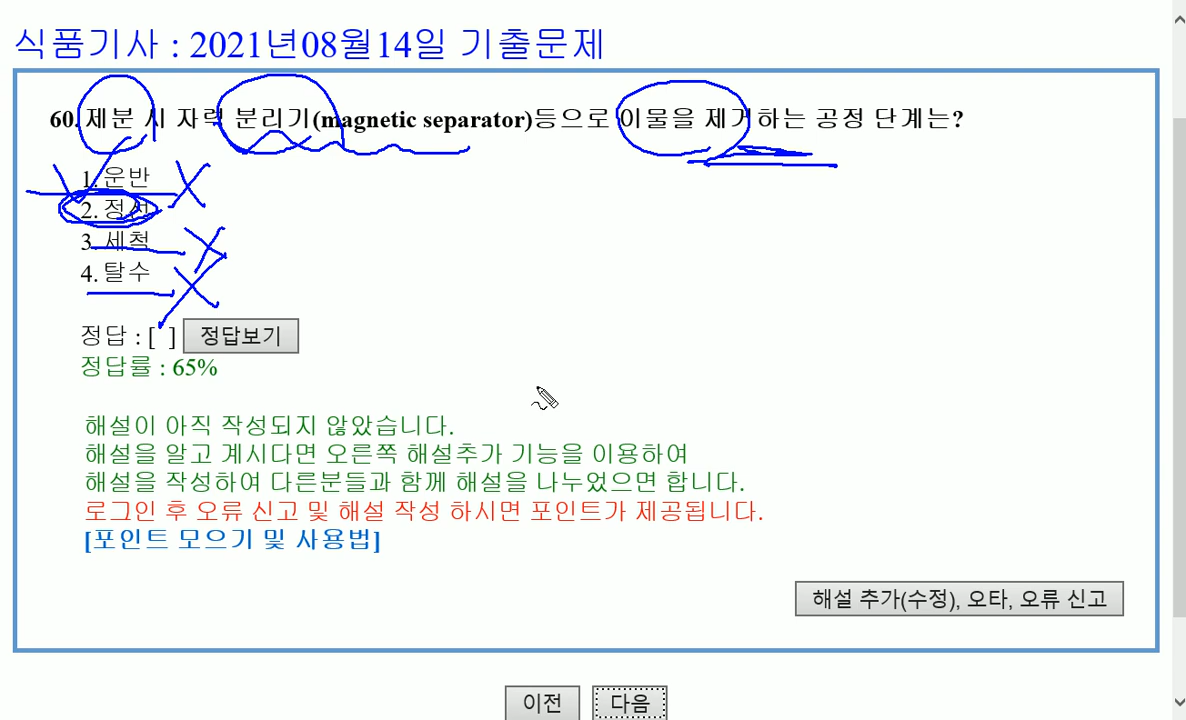 식품기사 : 2021년08월14일 기출문제
60. 제분 시 자력 분리기(magnetic separator)등으로 이물을 제거하는 공정 단계는?
1. 운반
2. 정선
3. 세척
4. 탈수
정답 : [ ] 정답보기
정답률 : 65%
해설이 아직 작성되지 않았습니다.
해설을 알고 계시다면 오른쪽 해설추가 기능을 이용하여
해설을 작성하여 다른분들과 함께 해설을 나누었으면 합니다.
로그인 후 오류 신고 및 해설 작성 하시면 포인트가 제공됩니다.
[포인트 모으기 및 사용법]
해설 추가(수정), 오타, 오류 신고
이전 다음